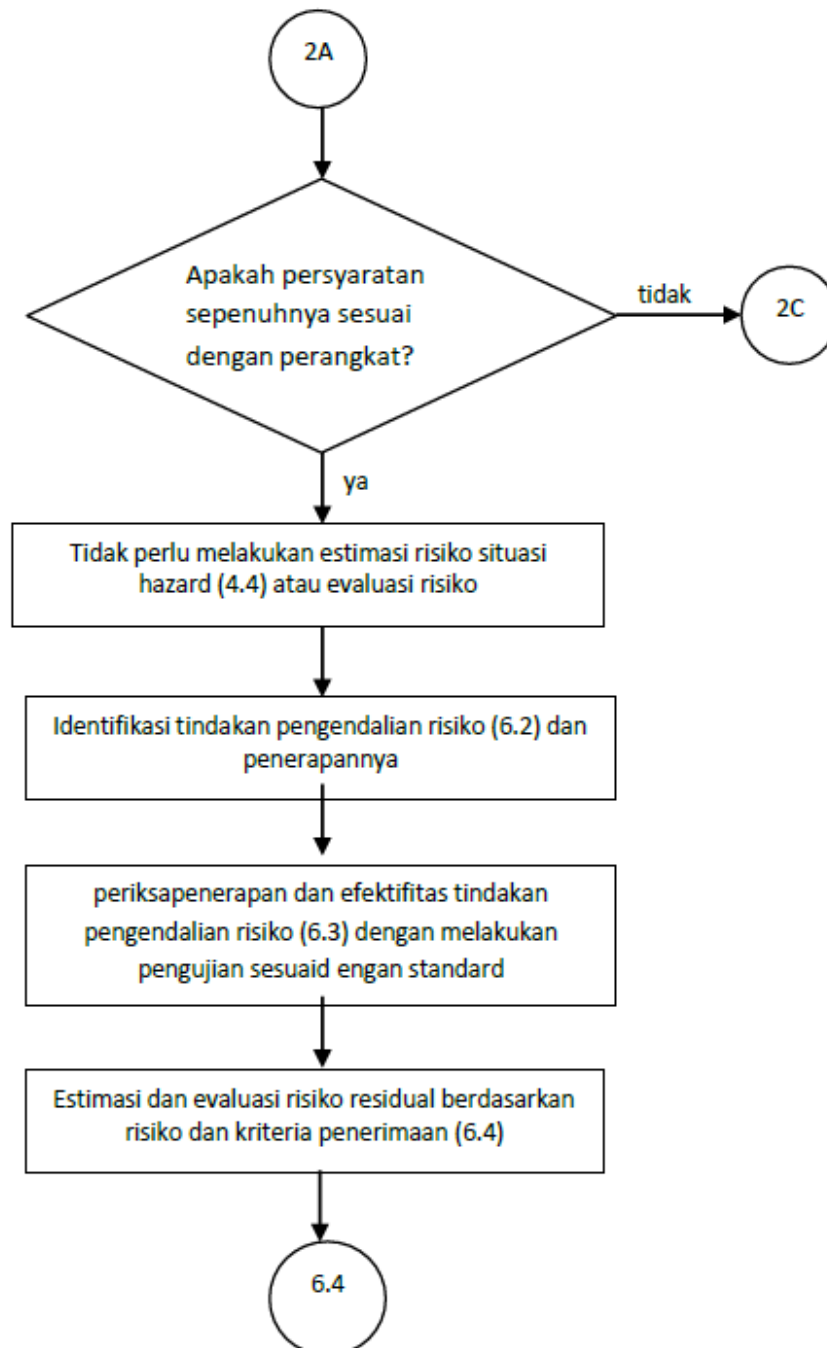 2A
Apakah persyaratan
sepenuhnya sesuai
dengan perangkat?
tidak
2C
ya
Tidak perlu melakukan estimasi risiko situasi
hazard (4.4) atau evaluasi risiko
Identifikasi tindakan pengendalian risiko (6.2) dan
penerapannya
periksapenerapan dan efektifitas tindakan
pengendalian risiko (6.3) dengan melakukan
pengujian sesuaid engan standard
Estimasi dan evaluasi risiko residual berdasarkan
risiko dan kriteria penerimaan (6.4)
6.4